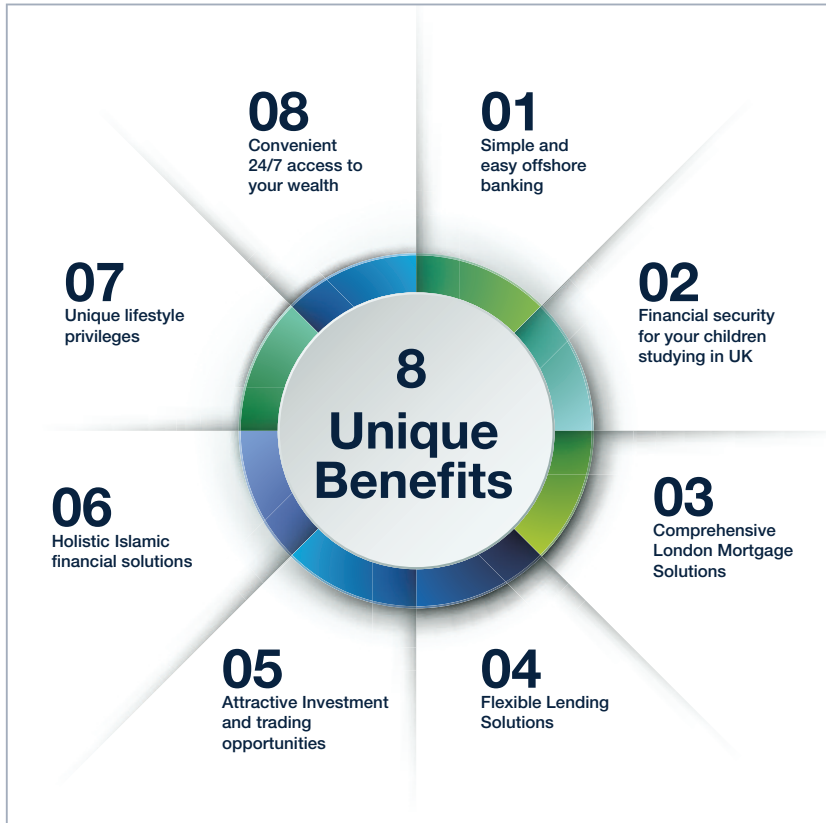 8
Unique
Benefits
01
Simple and
easy offshore
banking
02
Financial security
for your children
studying in UK
03
Comprehensive
London Mortgage
Solutions
04
Flexible Lending
Solutions
05
Attractive Investment
and trading
opportunities
06
Holistic Islamic
financial solutions
07
Unique lifestyle
privileges
08
Convenient
24/7 access to
your wealth